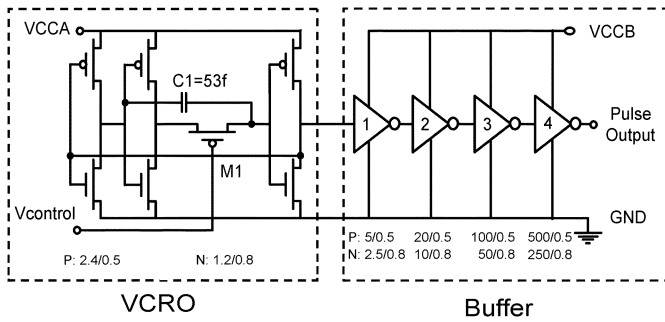 VCCA
VCCB
C1=53f
1 2 3 4
Pulse
Output
M1
Vcontrol
GND
P: 2.4/0.5 N: 1.2/0.8
P: 5/0.5 20/0.5 100/0.5 500/0.5
N: 2.5/0.8 10/0.8 50/0.8 250/0.8
VCRO
Buffer